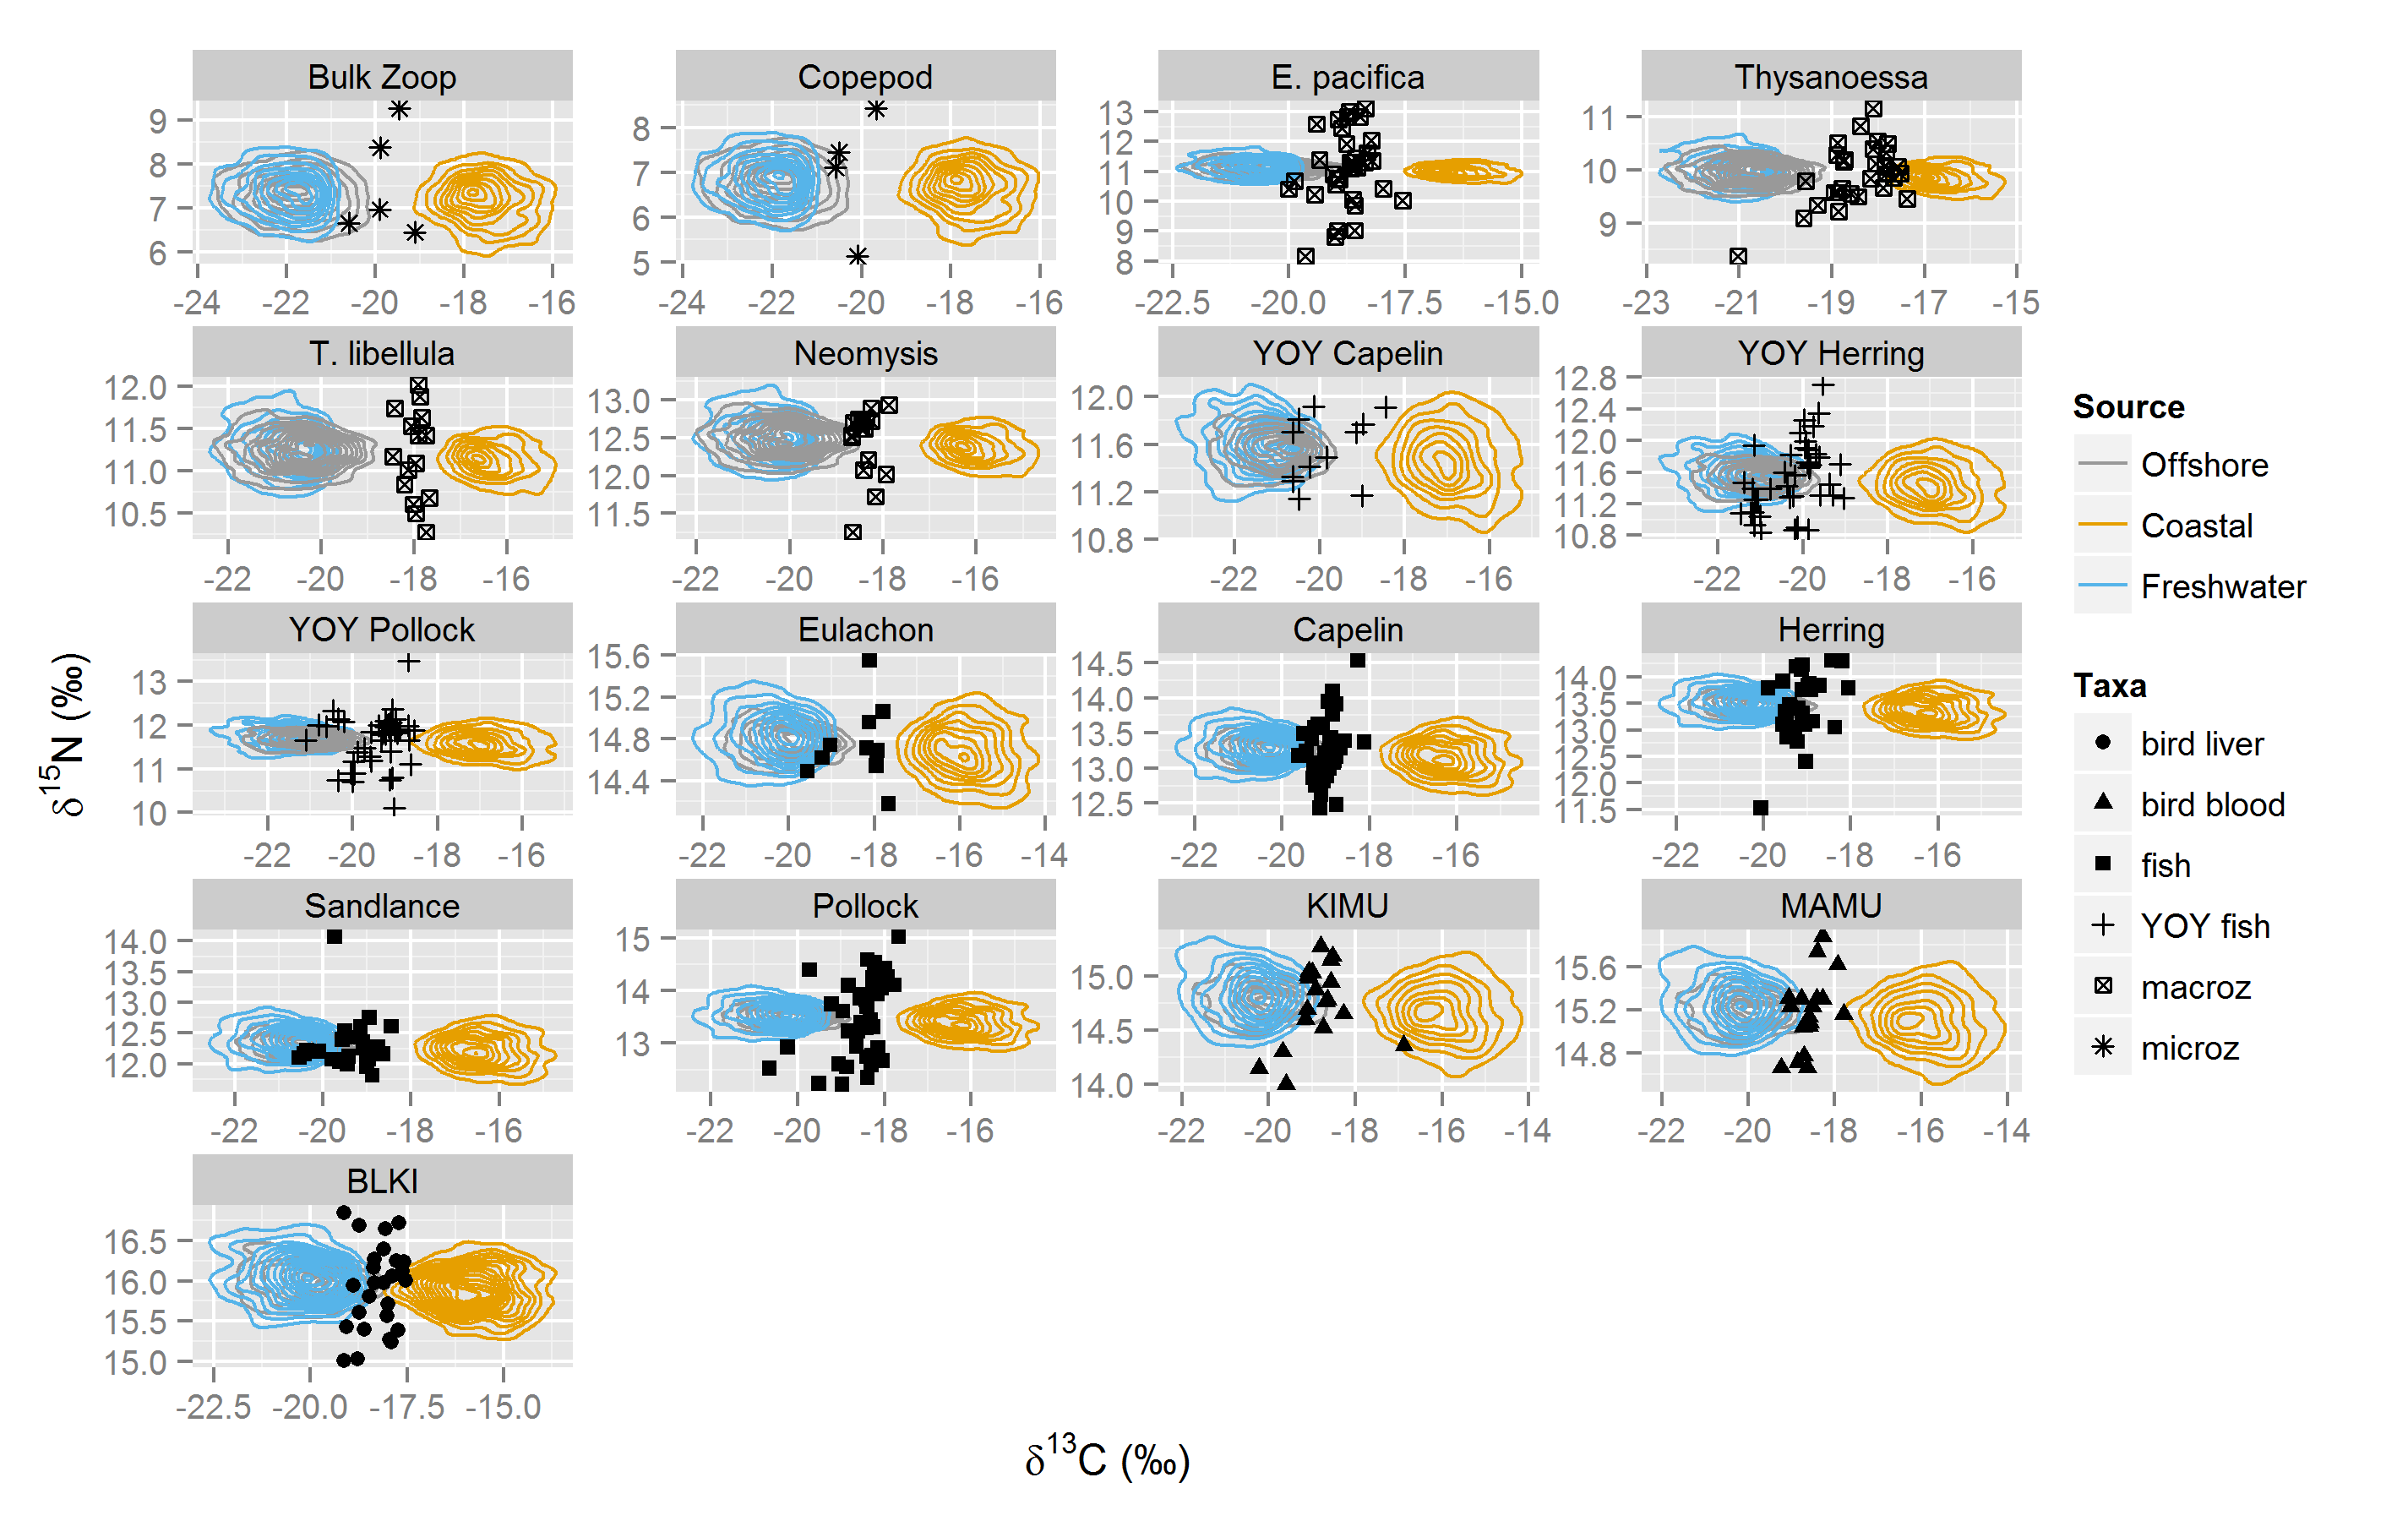 Bulk Zoop Copepod E. pacifica Thysanoessa
9 8 7 6
8 7 6 5
13 12 11 10 9 8
11 10 9
-24 -22 -20 -18 -16 -24 -22 -20 -18 -16 -22.5 -20.0 -17.5 -15.0 -23 -21 -19 -17 -15
T. libellula Neomysis YOY Capelin YOY Herring
12.0 11.5 11.0 10.5
13.0 12.5 12.0 11.5
12.0 11.6 11.2 10.8
12.8 12.4 12.0 11.6 11.2 10.8
-22 -20 -18 -16 -22 -20 -18 -16 -22 -20 -18 -16 -22 -20 -18 -16
YOY Pollock Eulachon Capelin Herring
13 12 11 10
15.6 15.2 14.8 14.4
14.5 14.0 13.5 13.0 12.5
14.0 13.5 13.0 12.5 12.0 11.5
-22 -20 -18 -16 -22 -20 -18 -16 -14 -22 -20 -18 -16 -22 -20 -18 -16
Sandlance Pollock KIMU MAMU
14.0 13.5 13.0 12.5 12.0
15 14 13
15.0 14.5 14.0
15.6 15.2 14.8
-22 -20 -18 -16 -22 -20 -18 -16 -22 -20 -18 -16 -14 -22 -20 -18 -16 -14
BLKI
16.5 16.0 15.5 15.0
-22.5 -20.0 -17.5 -15.0
δ15N (‰)
δ13C (‰)
Source
Offshore
Coastal
Freshwater
Taxa
bird liver
bird blood
fish
YOY fish
macroz
microz